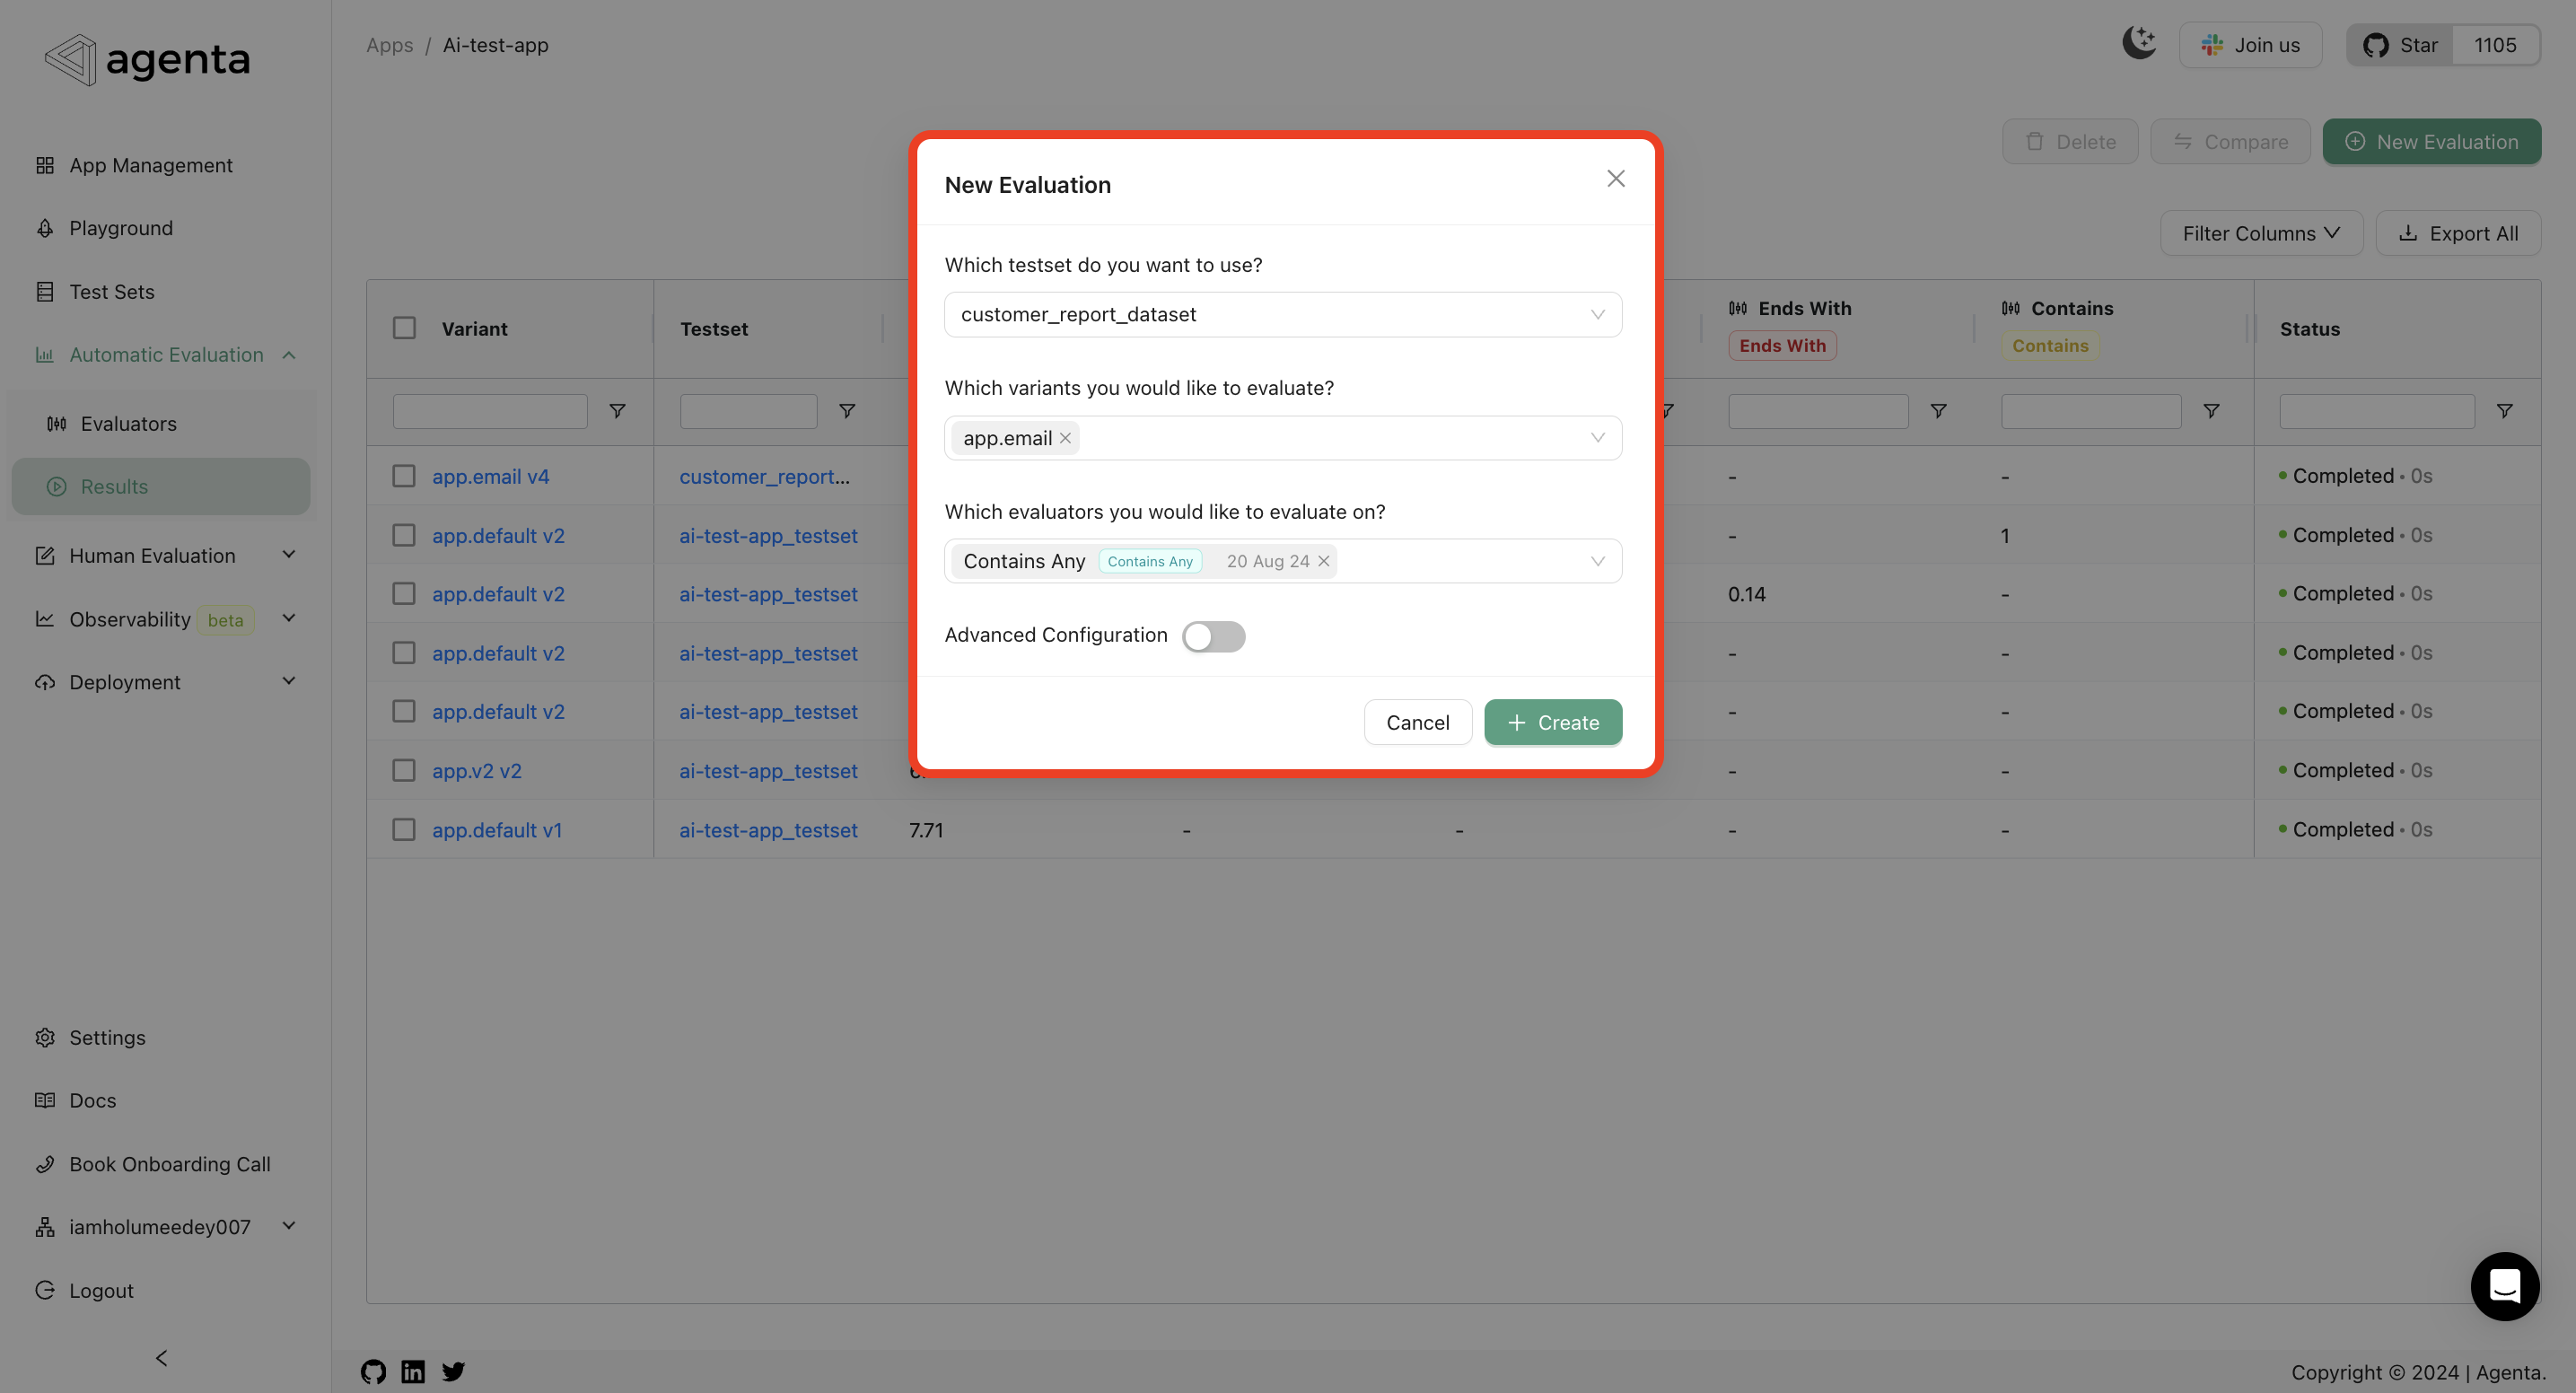 agenta
Apps / Ai-test-app
Join us
Star 1105
App Management
Playground
Test Sets
Automatic Evaluation
Evaluators
Results
Human Evaluation
Observability beta
Deployment
Settings
Docs
Book Onboarding Call
iamholumeedey007
Logout
Delete Compare New Evaluation
Filter Columns Export All
Variant Testset Ends With Contains Status
Ends With Contains
app.email v4 customer_report... - - Completed • 0s
app.default v2 ai-test-app_testset - 1 Completed • 0s
app.default v2 ai-test-app_testset 0.14 - Completed • 0s
app.default v2 ai-test-app_testset - - Completed • 0s
app.default v2 ai-test-app_testset - - Completed • 0s
app.v2 v2 ai-test-app_testset - - Completed • 0s
app.default v1 ai-test-app_testset 7.71 - - - - Completed • 0s
New Evaluation
Which testset do you want to use?
customer_report_dataset
Which variants you would like to evaluate?
app.email
Which evaluators you would like to evaluate on?
Contains Any Contains Any 20 Aug 24
Advanced Configuration
Cancel Create
Copyright © 2024 | Agenta.